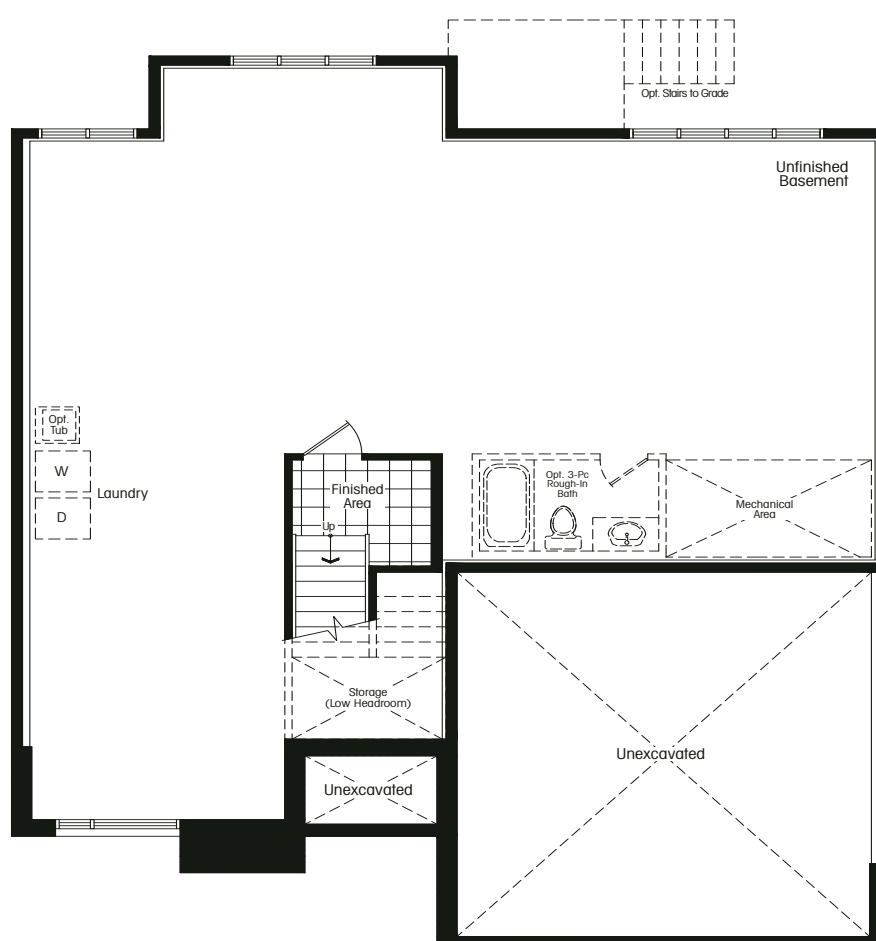 Opt. Stairs to Grade
Unfinished
Basement
Opt.
Tub
W
Laundry
D
Finished
Area
Up
Opt. 3-Pc
Rough-In
Bath
Mechanical
Area
Storage
(Low Headroom)
Unexcavated
Unexcavated